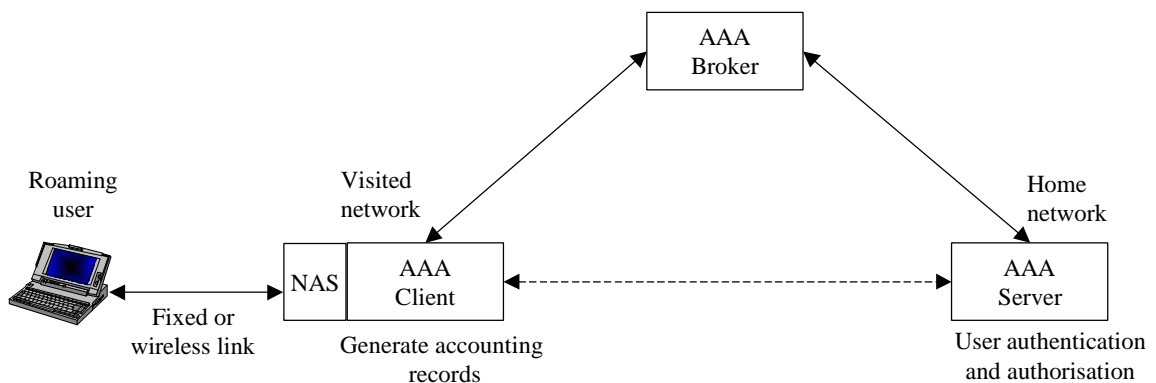 AAA
Broker
Roaming
user
Visited
network
Home
network
NAS
AAA
Client
AAA
Server
Fixed or
wireless link
Generate accounting
records
User authentication
and authorisation